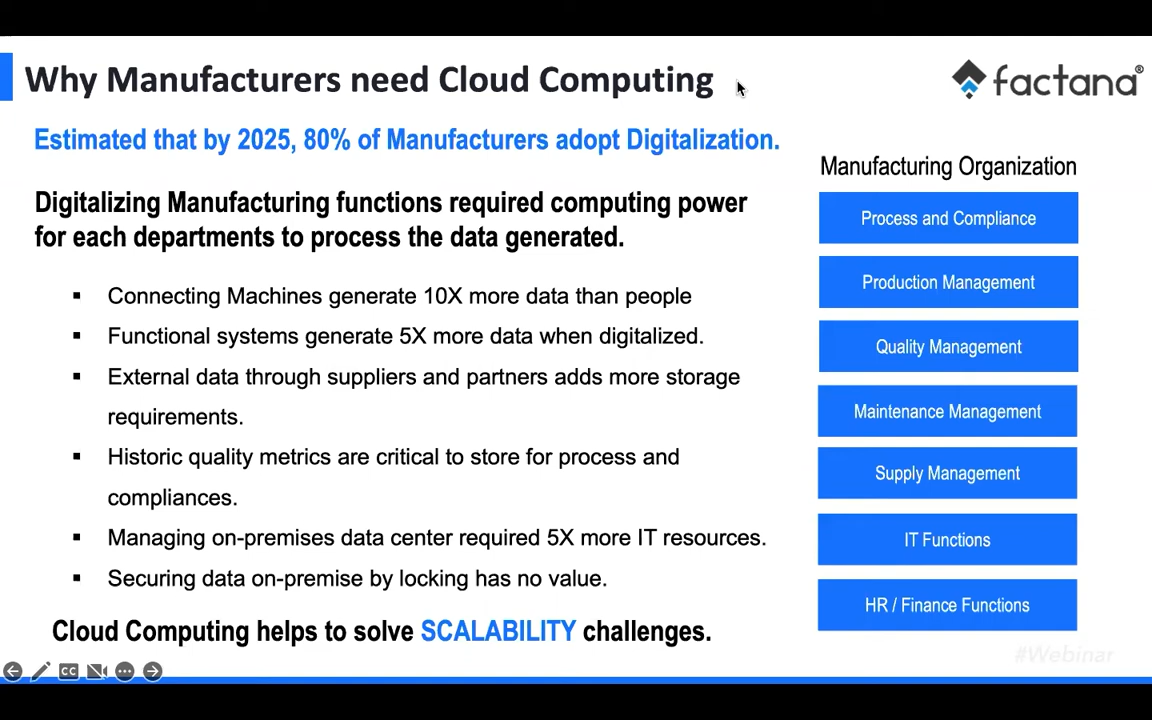 Why Manufacturers need Cloud Computing
factana®
Estimated that by 2025, 80% of Manufacturers adopt Digitalization.
Digitalizing Manufacturing functions required computing power
for each departments to process the data generated.
▪ Connecting Machines generate 10X more data than people
▪ Functional systems generate 5X more data when digitalized.
▪ External data through suppliers and partners adds more storage
requirements.
▪ Historic quality metrics are critical to store for process and
compliances.
▪ Managing on-premises data center required 5X more IT resources.
▪ Securing data on-premise by locking has no value.
Cloud Computing helps to solve SCALABILITY challenges.
Manufacturing Organization
Process and Compliance
Production Management
Quality Management
Maintenance Management
Supply Management
IT Functions
HR / Finance Functions
#Webinar
CC